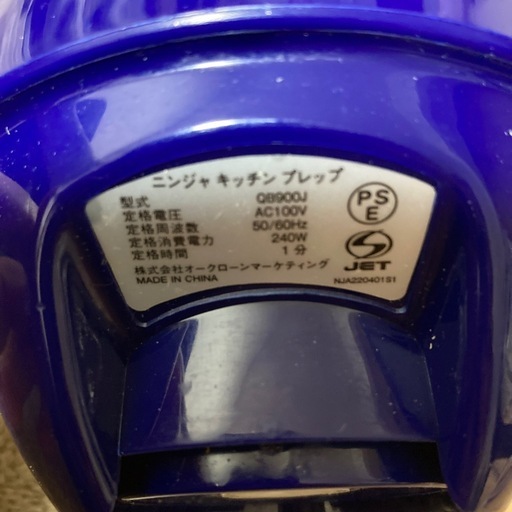 ニンジャ キッチン プレップ
型式 QB900J
定格電圧 AC100V
定格周波数 50/60Hz
定格消費電力 240W
定格時間 1 分
株式会社オークローンマーケティング
MADE IN CHINA
PS
E
JET
NJA220401S1